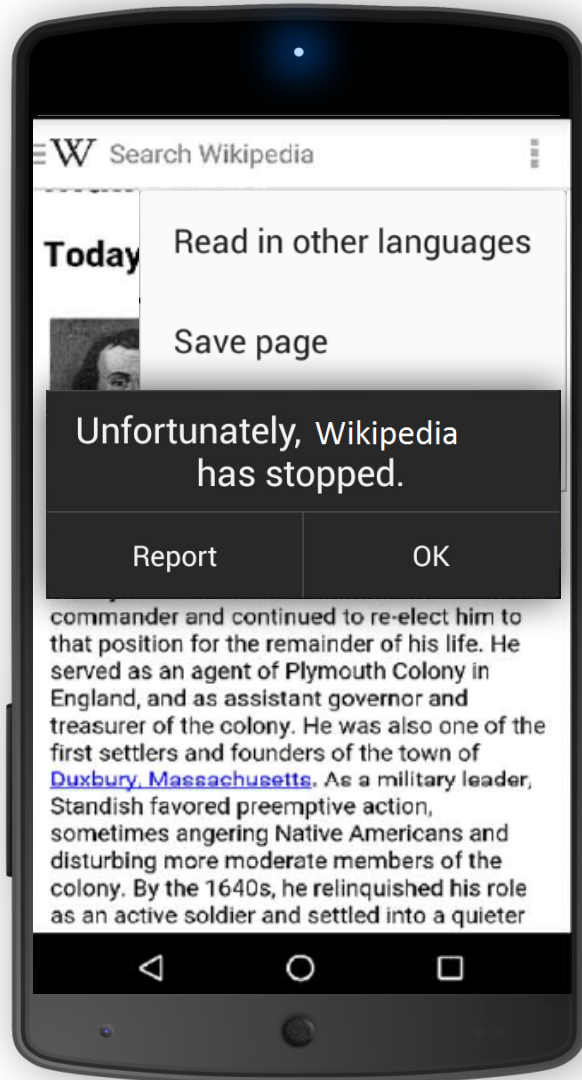 W Search Wikipedia
Today
Read in other languages
Save page
Unfortunately, Wikipedia
has stopped.
Report OK
commander and continued to re-elect him to
that position for the remainder of his life. He
served as an agent of Plymouth Colony in
England, and as assistant governor and
treasurer of the colony. He was also one of the
first settlers and founders of the town of
Duxbury, Massachusetts. As a military leader,
Standish favored preemptive action,
sometimes angering Native Americans and
disturbing more moderate members of the
colony. By the 1640s, he relinquished his role
as an active soldier and settled into a quieter